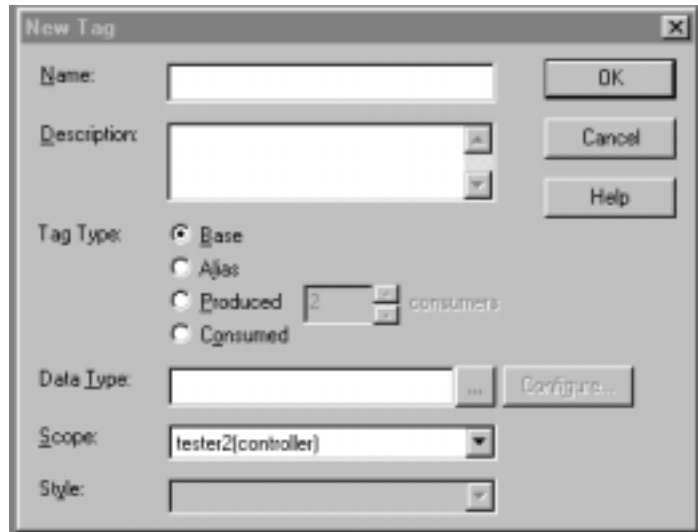 New Tag
Name:
OK
Description:
Cancel
Help
Tag Type:
Base
Alias
Produced
2
consumers
Consumed
Data Type:
...
Configure...
Scope:
tester2(controller)
Style: